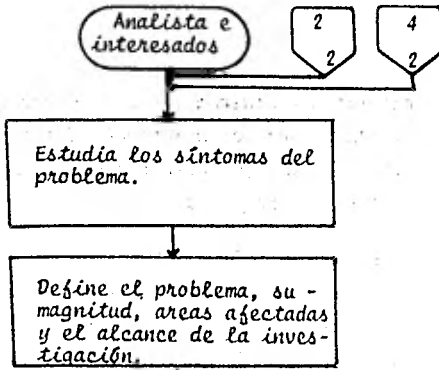 Analista e
interesados
2
2
4
2
Estudia los síntomas del
problema.
Define el problema, su -
magnitud, areas afectadas
y el alcance de la inves-
tigación.